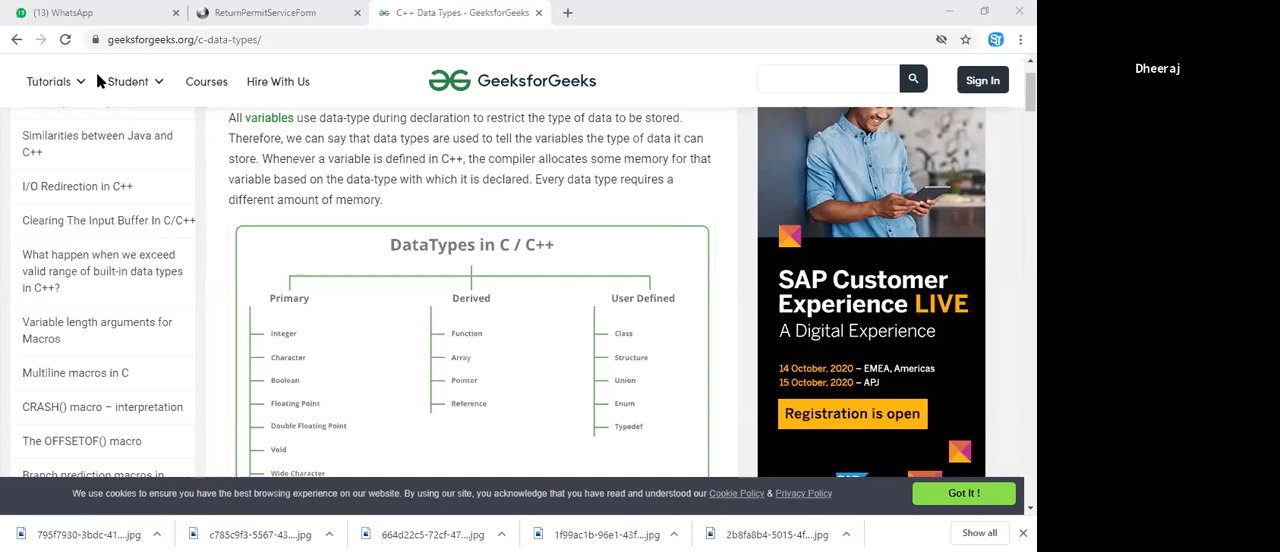 (13) WhatsApp
ReturnPermitServiceForm
C++ Data Types - GeeksforGeeks
geeksforgeeks.org/c-data-types/
Tutorials
Student
Courses
Hire With Us
GeeksforGeeks
Sign In
Dheeraj
Similarities between Java and
C++
I/O Redirection in C++
Clearing The Input Buffer In C/C++
What happen when we exceed
valid range of built-in data types
in C++?
Variable length arguments for
Macros
Multiline macros in C
CRASH() macro – interpretation
The OFFSETOF() macro
Branch prediction macros in
All variables use data-type during declaration to restrict the type of data to be stored.
Therefore, we can say that data types are used to tell the variables the type of data it can
store. Whenever a variable is defined in C++, the compiler allocates some memory for that
variable based on the data-type with which it is declared. Every data type requires a
different amount of memory.
DataTypes in C / C++
Primary
Integer
Character
Boolean
Floating Point
Double Floating Point
Void
Wide Character
Derived
Function
Array
Pointer
Reference
User Defined
Class
Structure
Union
Enum
Typedef
SAP Customer
Experience LIVE
A Digital Experience
14 October, 2020 – EMEA, Americas
15 October, 2020 – APJ
Registration is open
We use cookies to ensure you have the best browsing experience on our website. By using our site, you acknowledge that you have read and understood our Cookie Policy & Privacy Policy
Got It !
795f7930-3bdc-41....jpg
c785c9f3-5567-43....jpg
664d22c5-72cf-47....jpg
1f99ac1b-96e1-43f....jpg
2b8fa8b4-5015-4f....jpg
Show all